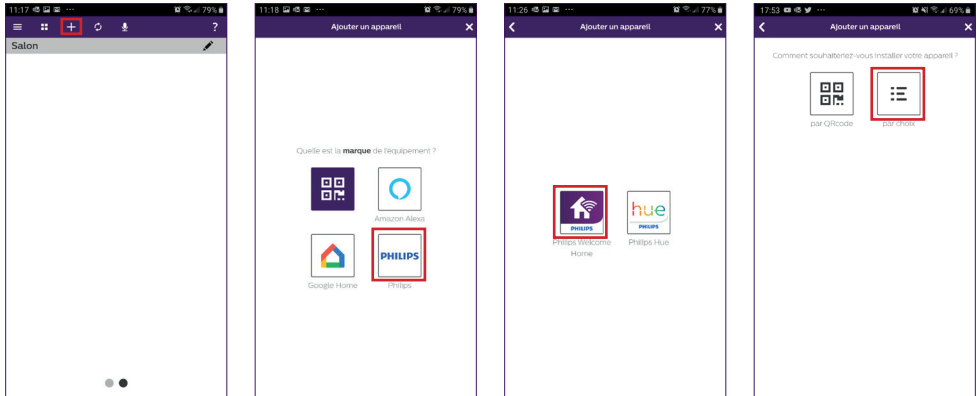 11:17 79%
+ ?
Salon
11:18 79%
Ajouter un appareil ×
Quelle est la marque de l'équipement ?
Amazon Alexa
PHILIPS
Google Home
Philips
11:26 77%
Ajouter un appareil ×
PHILIPS
hue
PHILIPS
Philips Welcome Home
Philips Hue
17:53 69%
Ajouter un appareil ×
Comment souhaiteriez-vous installer votre appareil ?
par QRcode
par choix